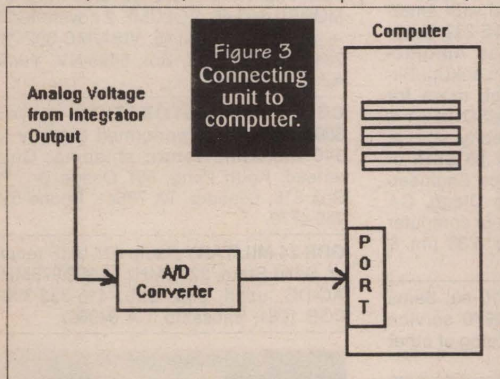 Computer
Figure 3
Connecting
unit to
computer.
Analog Voltage
from Integrator
Output
A/D
Converter
P
O
R
T